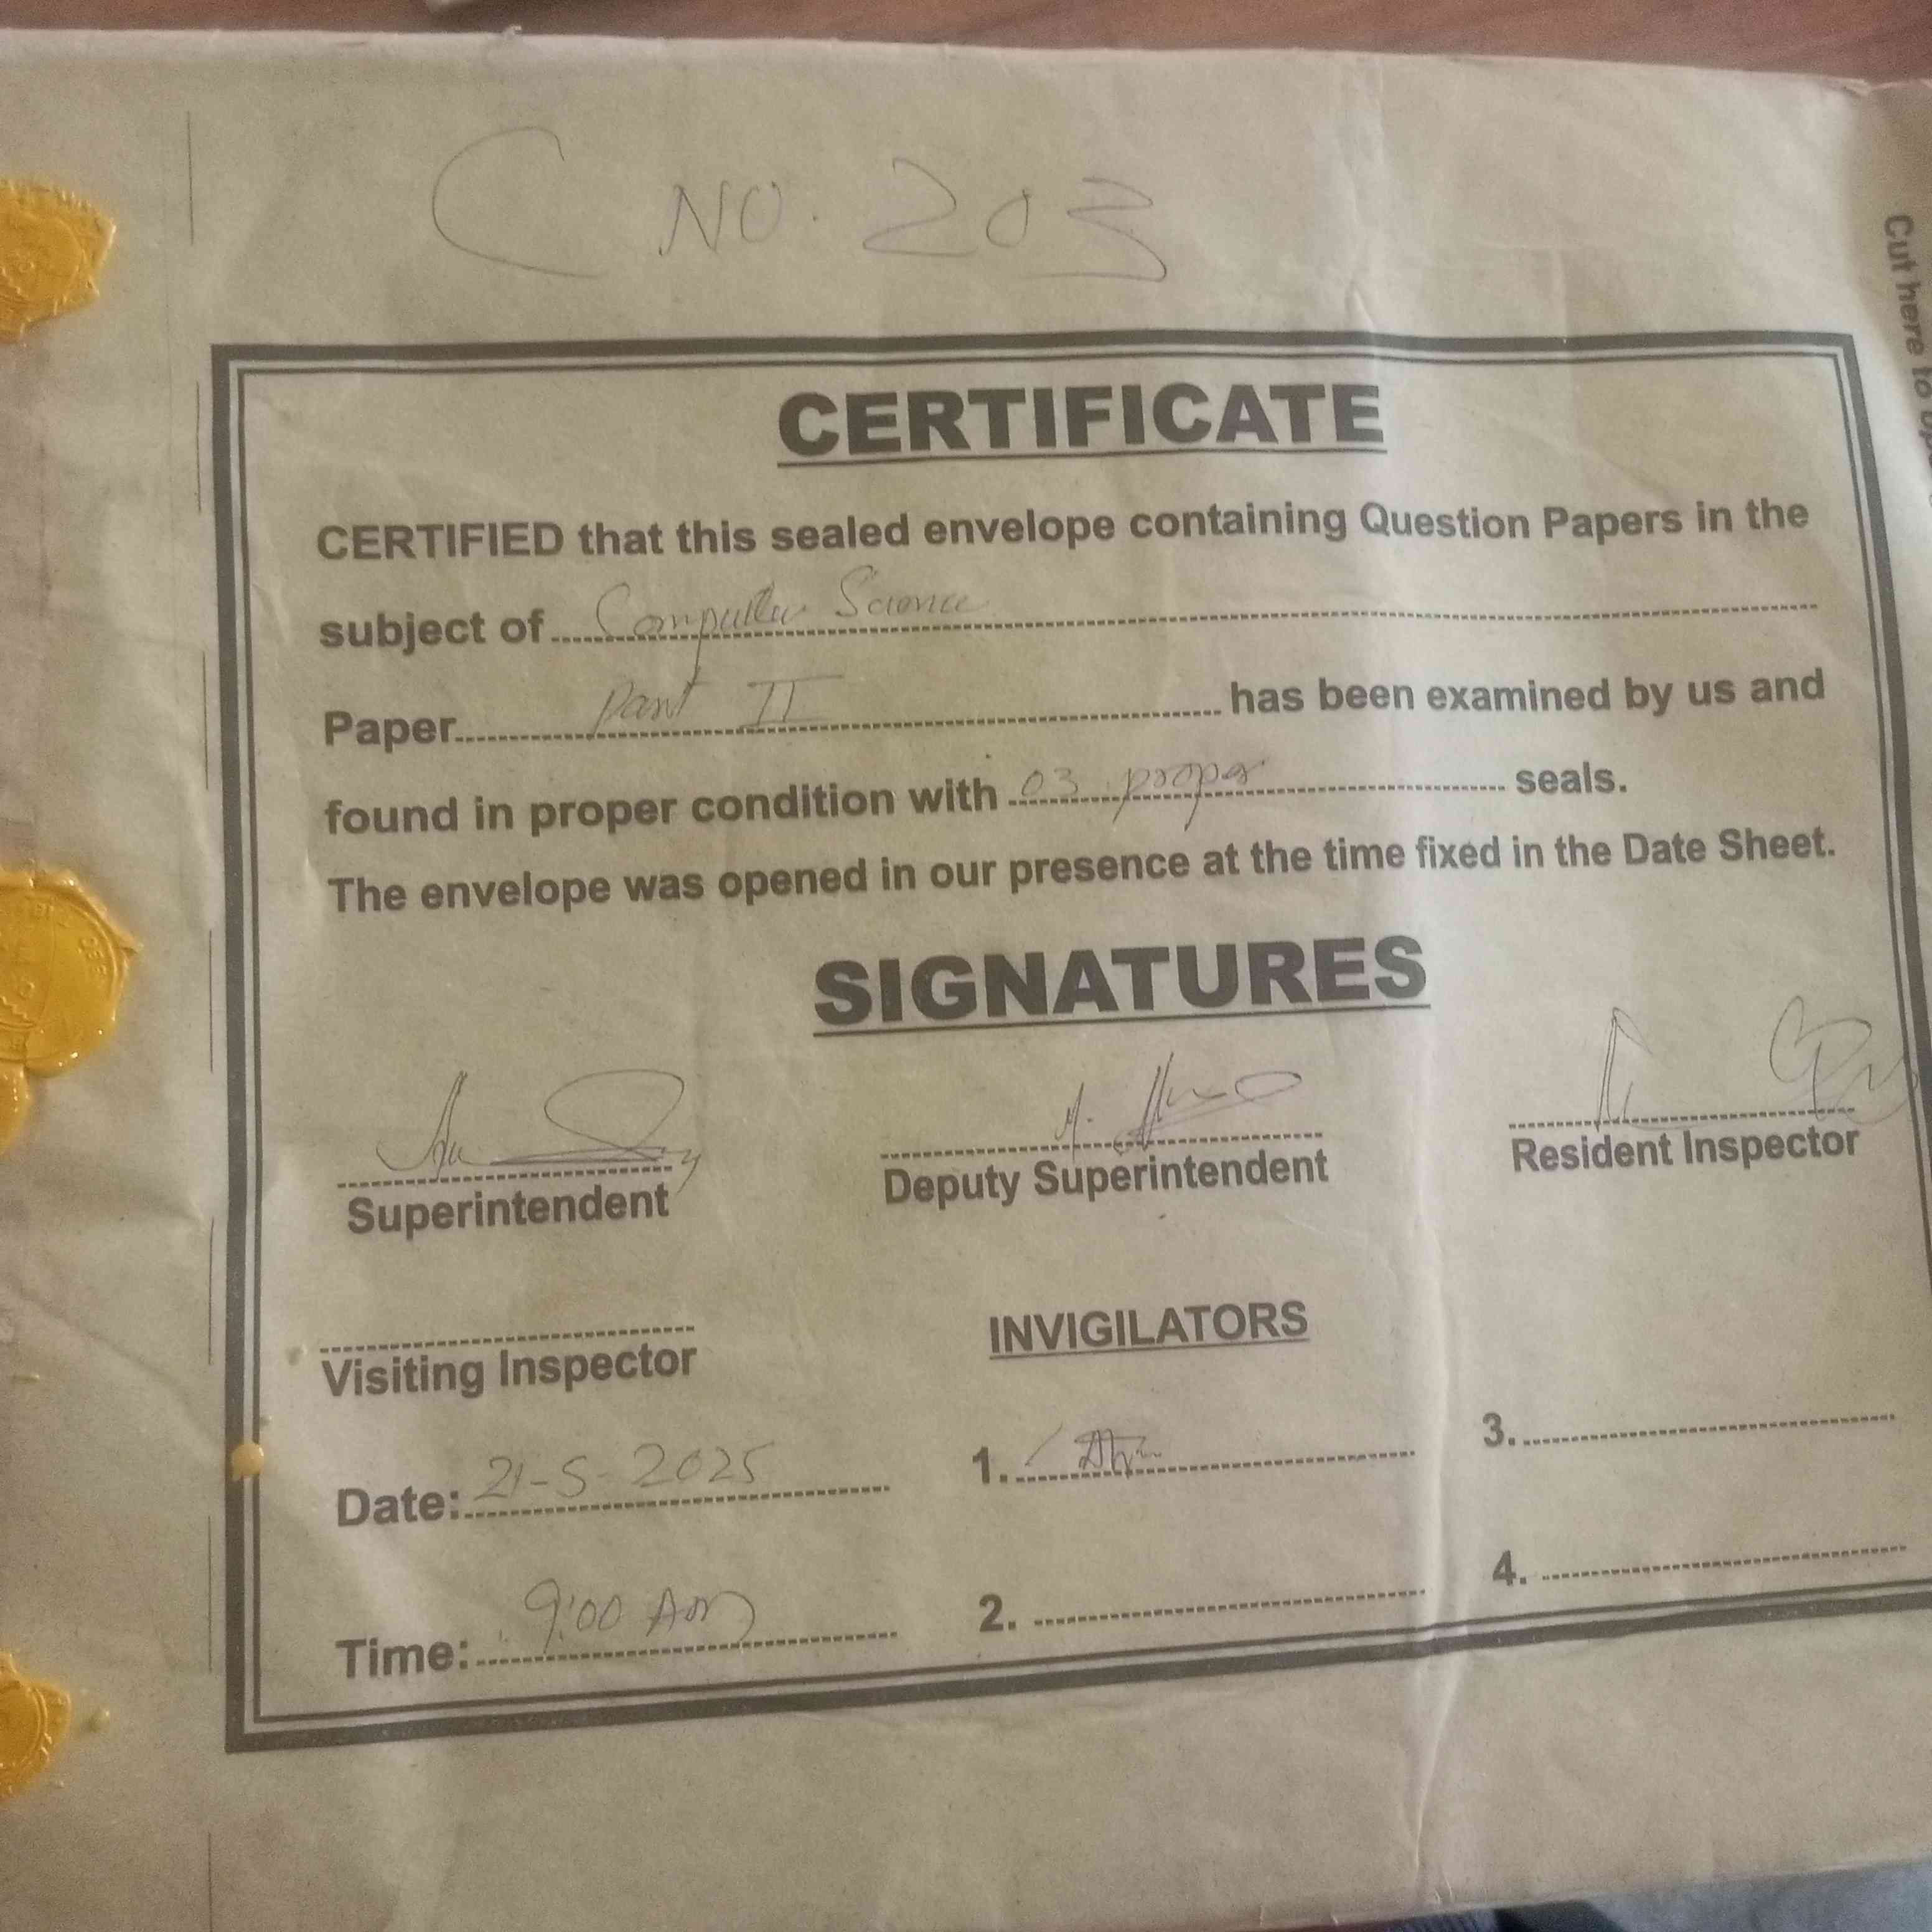 C NO. 203
Cut here to
CERTIFICATE
CERTIFIED that this sealed envelope containing Question Papers in the
subject of Computer Science
Paper Part II has been examined by us and
found in proper condition with 03 proper seals.
The envelope was opened in our presence at the time fixed in the Date Sheet.
SIGNATURES
Superintendent
Deputy Superintendent
Resident Inspector
Visiting Inspector
INVIGILATORS
Date: 21-5-2025
1.
3.
Time: 9:00 Am
2.
4.